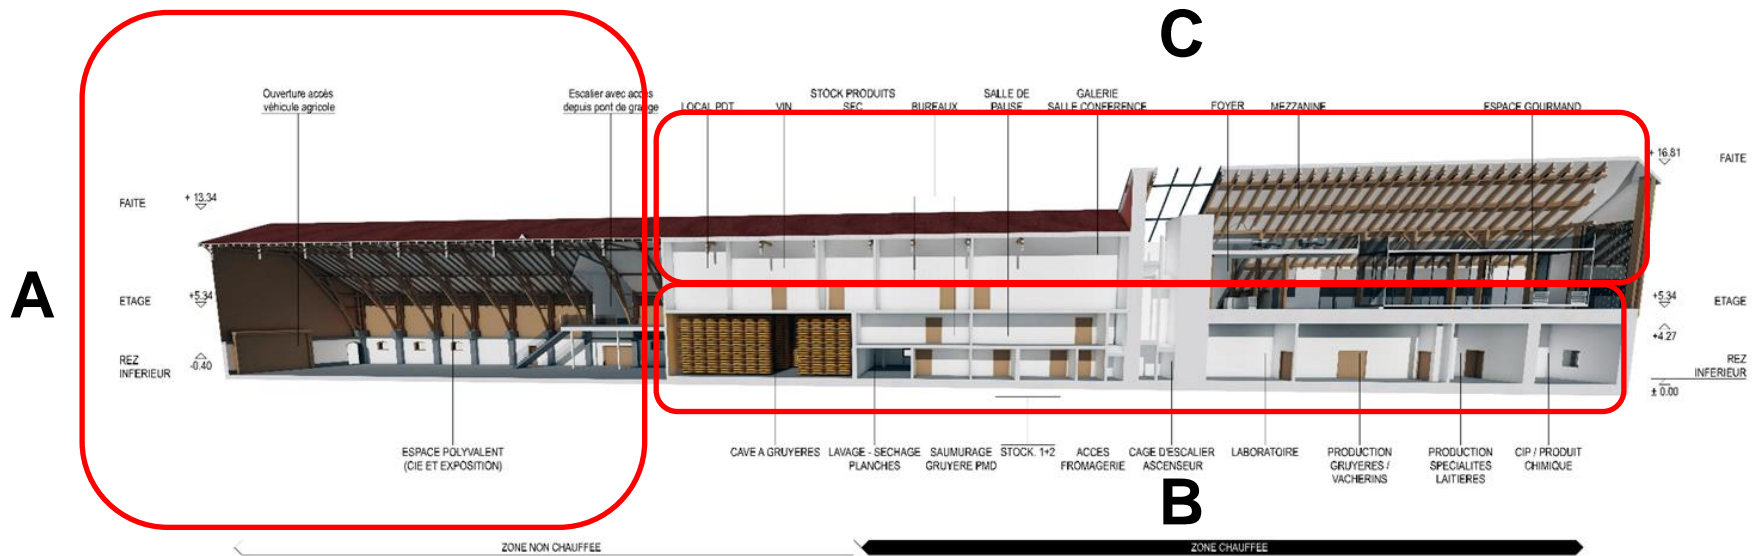 C
Ouverture accès
véhicule agricole
Escalier avec accès
depuis pont de grange
LOCAL PDT
VIN
STOCK PRODUITS
SEC
BUREAUX
SALLE DE
PAUSE
GALERIE
SALLE CONFERENCE
FOYER
MEZZANINE
ESPACE GOURMAND
+ 16.81
FAITE
FAITE
+ 13.34
A
ETAGE
+5.34
+5.34
ETAGE
+4.27
REZ
INFERIEUR
-0.40
REZ
INFERIEUR
± 0.00
ESPACE POLYVALENT
(CIE ET EXPOSITION)
CAVE A GRUYERES
LAVAGE - SECHAGE
PLANCHES
SAUMURAGE
GRUYERE PMD
STOCK. 1+2
ACCES
FROMAGERIE
CAGE D'ESCALIER
ASCENSEUR
LABORATOIRE
PRODUCTION
GRUYERES /
VACHERINS
PRODUCTION
SPECIALITES
LAITIERES
CIP / PRODUIT
CHIMIQUE
B
ZONE NON CHAUFFEE
ZONE CHAUFFEE